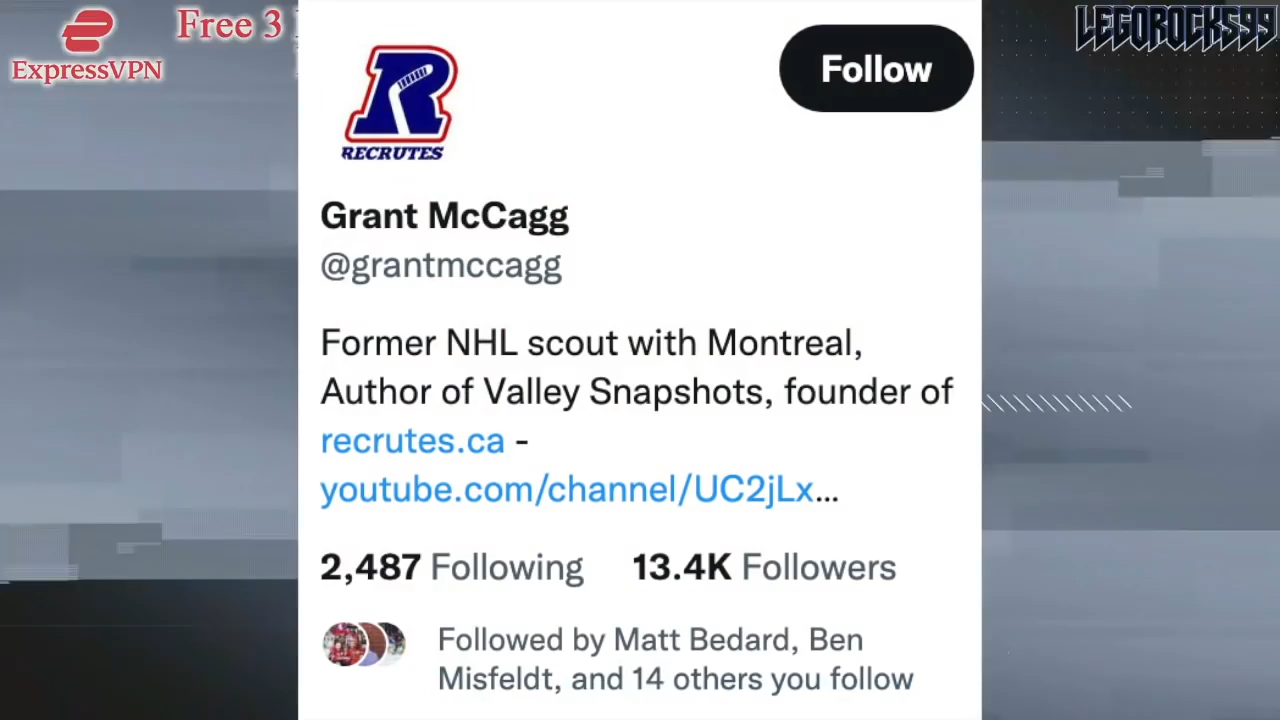 ExpressVPN
Free 3
LEGOROCKS99
Follow
RECRUTES
Grant McCagg
@grantmccagg
Former NHL scout with Montreal,
Author of Valley Snapshots, founder of
recrutes.ca -
youtube.com/channel/UC2jLx...
2,487 Following 13.4K Followers
Followed by Matt Bedard, Ben
Misfeldt, and 14 others you follow